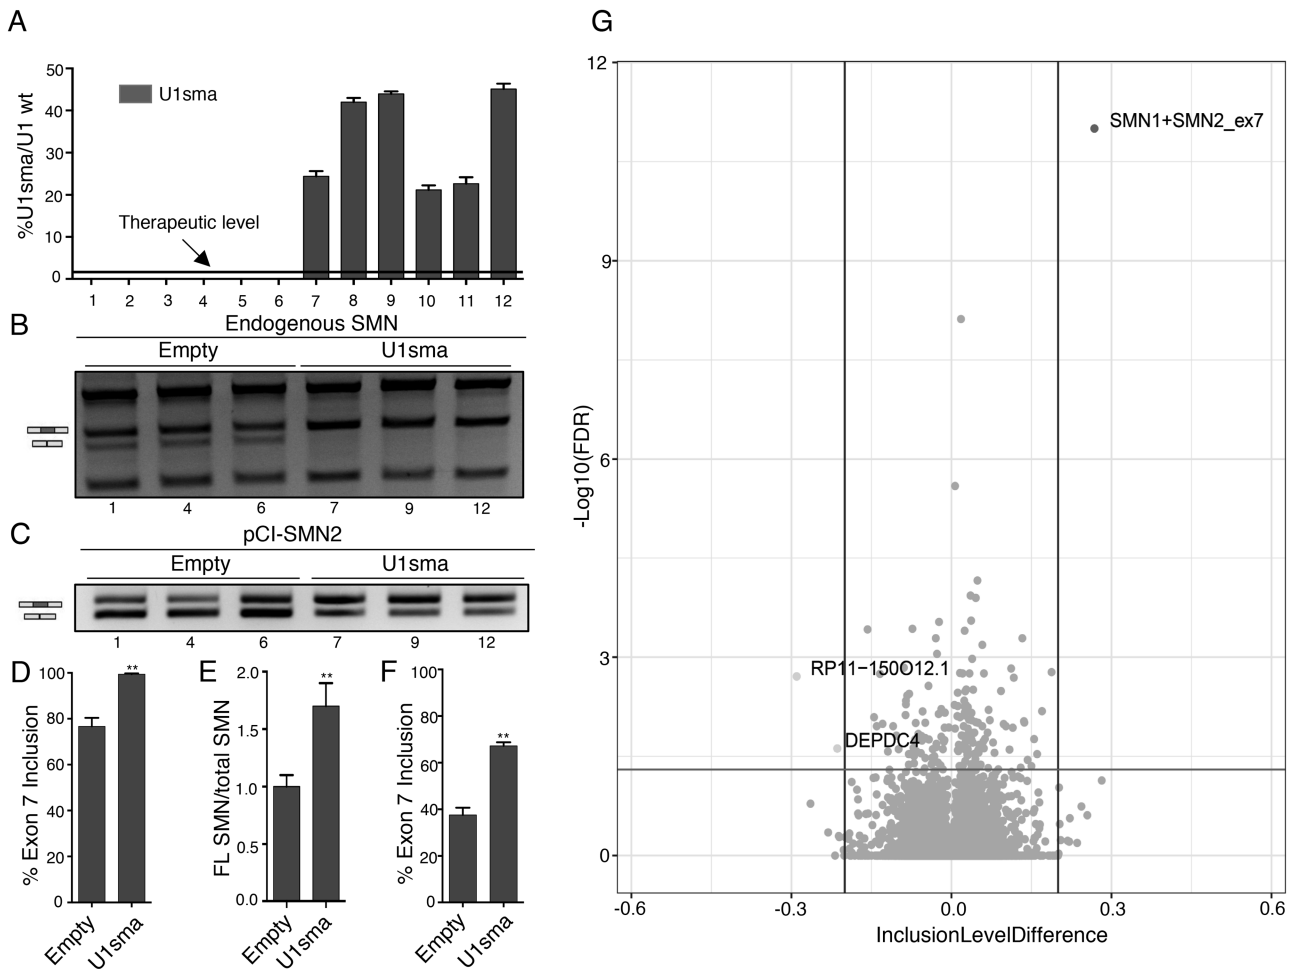 A
50
40
30
20
10
0
%U1sma/U1 wt
U1sma
Therapeutic level
1 2 3 4 5 6 7 8 9 10 11 12
B
Endogenous SMN
Empty U1sma
1 4 6 7 9 12
C
pCI-SMN2
Empty U1sma
1 4 6 7 9 12
D
100
80
60
40
20
0
% Exon 7 Inclusion
**
Empty U1sma
E
2.0
1.5
1.0
0.5
0.0
FL SMN/total SMN
**
Empty U1sma
F
100
80
60
40
20
0
% Exon 7 Inclusion
**
Empty U1sma
G
12
9
6
3
0
-Log10(FDR)
SMN1+SMN2_ex7
RP11−150O12.1
DEPDC4
-0.6 -0.3 0.0 0.3 0.6
InclusionLevelDifference